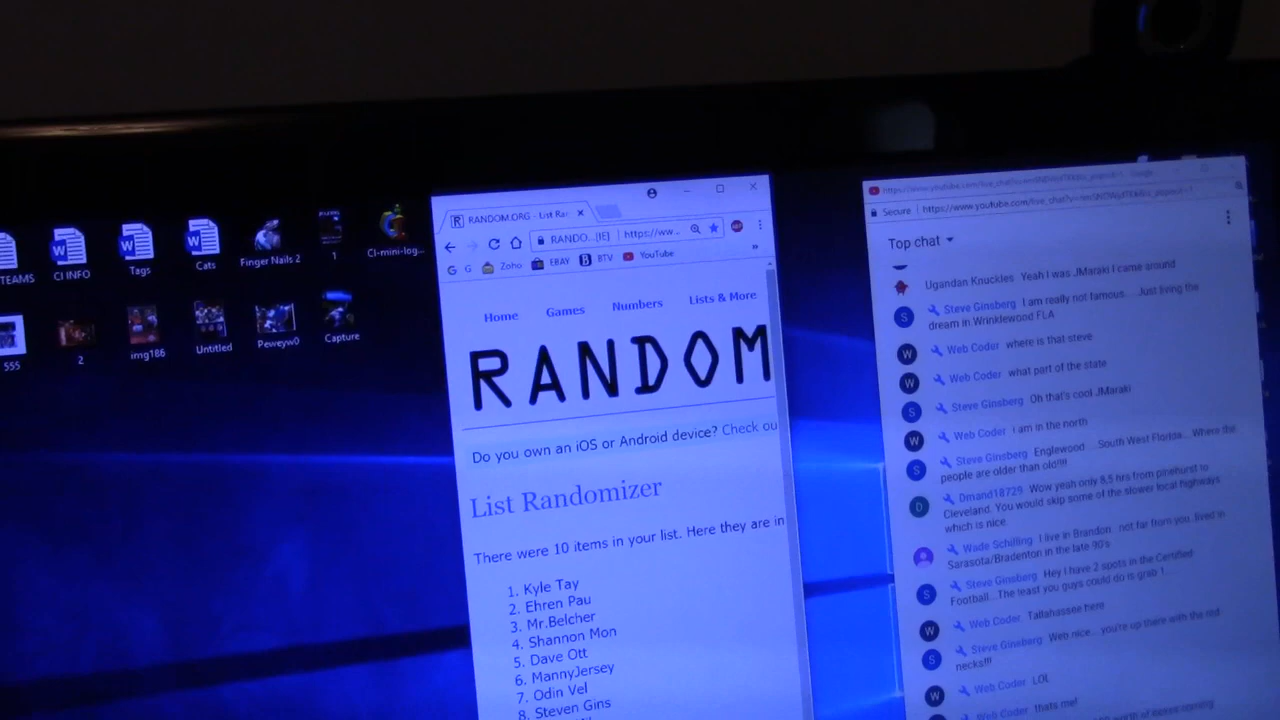 TEAMS
CI INFO
Tags
Cats
Finger Nails 2
1
CI-mini-log...
555
2
img186
Untitled
Peweyw0
Capture
RANDOM.ORG - List Ra
RANDO...[IE]
https://ww...
G
Zoho
EBAY
BTV
YouTube
Home
Games
Numbers
Lists & More
RANDOM
Do you own an iOS or Android device? Check ou
List Randomizer
There were 10 items in your list. Here they are in
1. Kyle Tay
2. Ehren Pau
3. Mr.Belcher
4. Shannon Mon
5. Dave Ott
6. MannyJersey
7. Odin Vel
8. Steven Gins
Secure
Top chat
Ugandan Knuckles Yeah I was JMaraki I came around
Steve Ginsberg I am really not famous.....Just living the
dream in Wrinklewood FLA
Web Coder where is that steve
Web Coder what part of the state
Steve Ginsberg Oh that's cool JMaraki
Web Coder i am in the north
Steve Ginsberg Englewood ....South West Florida... Where the
people are older than old!!!!
Dmand18729 Wow yeah only 8.5 hrs from pinehurst to
Cleveland. You would skip some of the slower local highways
which is nice.
Wade Schilling I live in Brandon.. not far from you..lived in
Sarasota/Bradenton in the late 90's
Steve Ginsberg Hey I have 2 spots in the Certified
Football...The least you guys could do is grab 1....
Web Coder Tallahassee here
Steve Ginsberg Web nice... you're up there with the red
necks!!!
Web Coder LOL
Web Coder thats me!